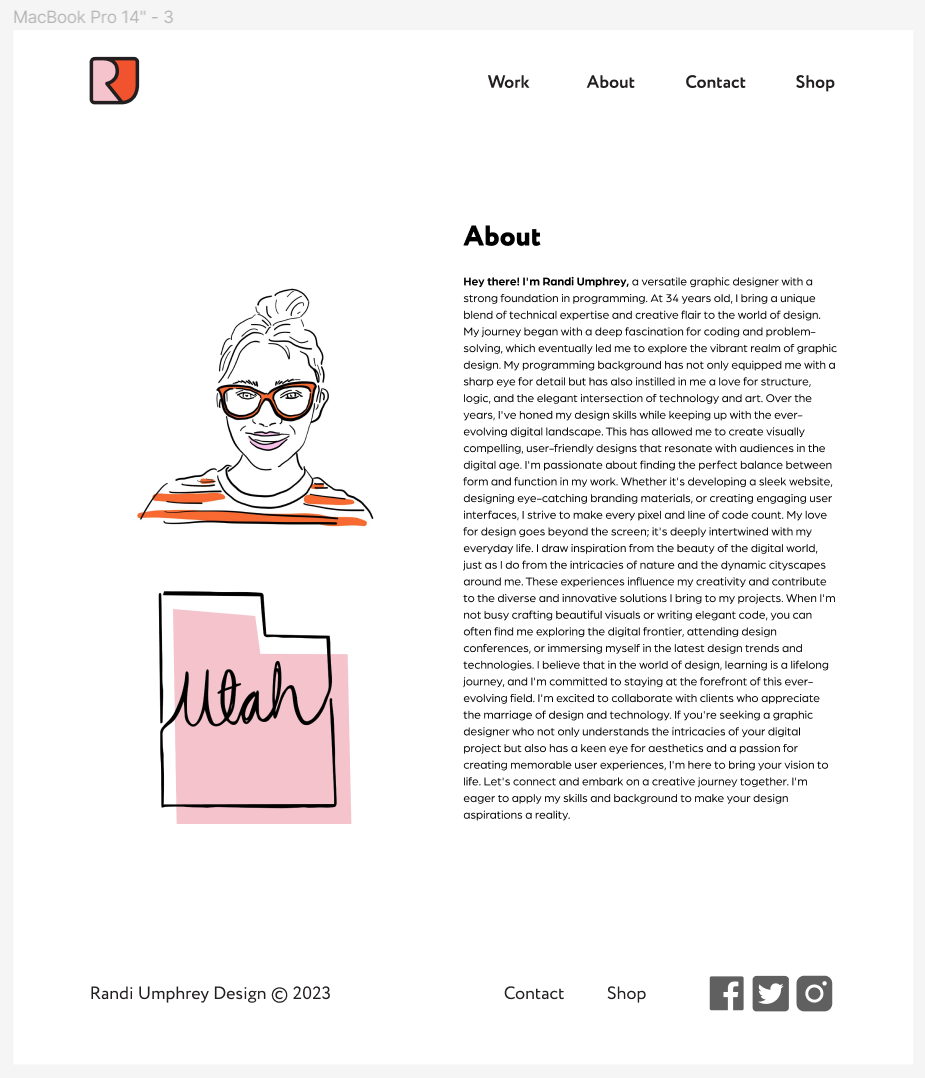 MacBook Pro 14" - 3
Work About Contact Shop
About
Hey there! I'm Randi Umphrey, a versatile graphic designer with a
strong foundation in programming. At 34 years old, I bring a unique
blend of technical expertise and creative flair to the world of design.
My journey began with a deep fascination for coding and problem-
solving, which eventually led me to explore the vibrant realm of graphic
design. My programming background has not only equipped me with a
sharp eye for detail but has also instilled in me a love for structure,
logic, and the elegant intersection of technology and art. Over the
years, I've honed my design skills while keeping up with the ever-
evolving digital landscape. This has allowed me to create visually
compelling, user-friendly designs that resonate with audiences in the
digital age. I'm passionate about finding the perfect balance between
form and function in my work. Whether it's developing a sleek website,
designing eye-catching branding materials, or creating engaging user
interfaces, I strive to make every pixel and line of code count. My love
for design goes beyond the screen; it's deeply intertwined with my
everyday life. I draw inspiration from the beauty of the digital world,
just as I do from the intricacies of nature and the dynamic cityscapes
around me. These experiences influence my creativity and contribute
to the diverse and innovative solutions I bring to my projects. When I'm
not busy crafting beautiful visuals or writing elegant code, you can
often find me exploring the digital frontier, attending design
conferences, or immersing myself in the latest design trends and
technologies. I believe that in the world of design, learning is a lifelong
journey, and I'm committed to staying at the forefront of this ever-
evolving field. I'm excited to collaborate with clients who appreciate
the marriage of design and technology. If you're seeking a graphic
designer who not only understands the intricacies of your digital
project but also has a keen eye for aesthetics and a passion for
creating memorable user experiences, I'm here to bring your vision to
life. Let's connect and embark on a creative journey together. I'm
eager to apply my skills and background to make your design
aspirations a reality.
Utah
Randi Umphrey Design © 2023 Contact Shop